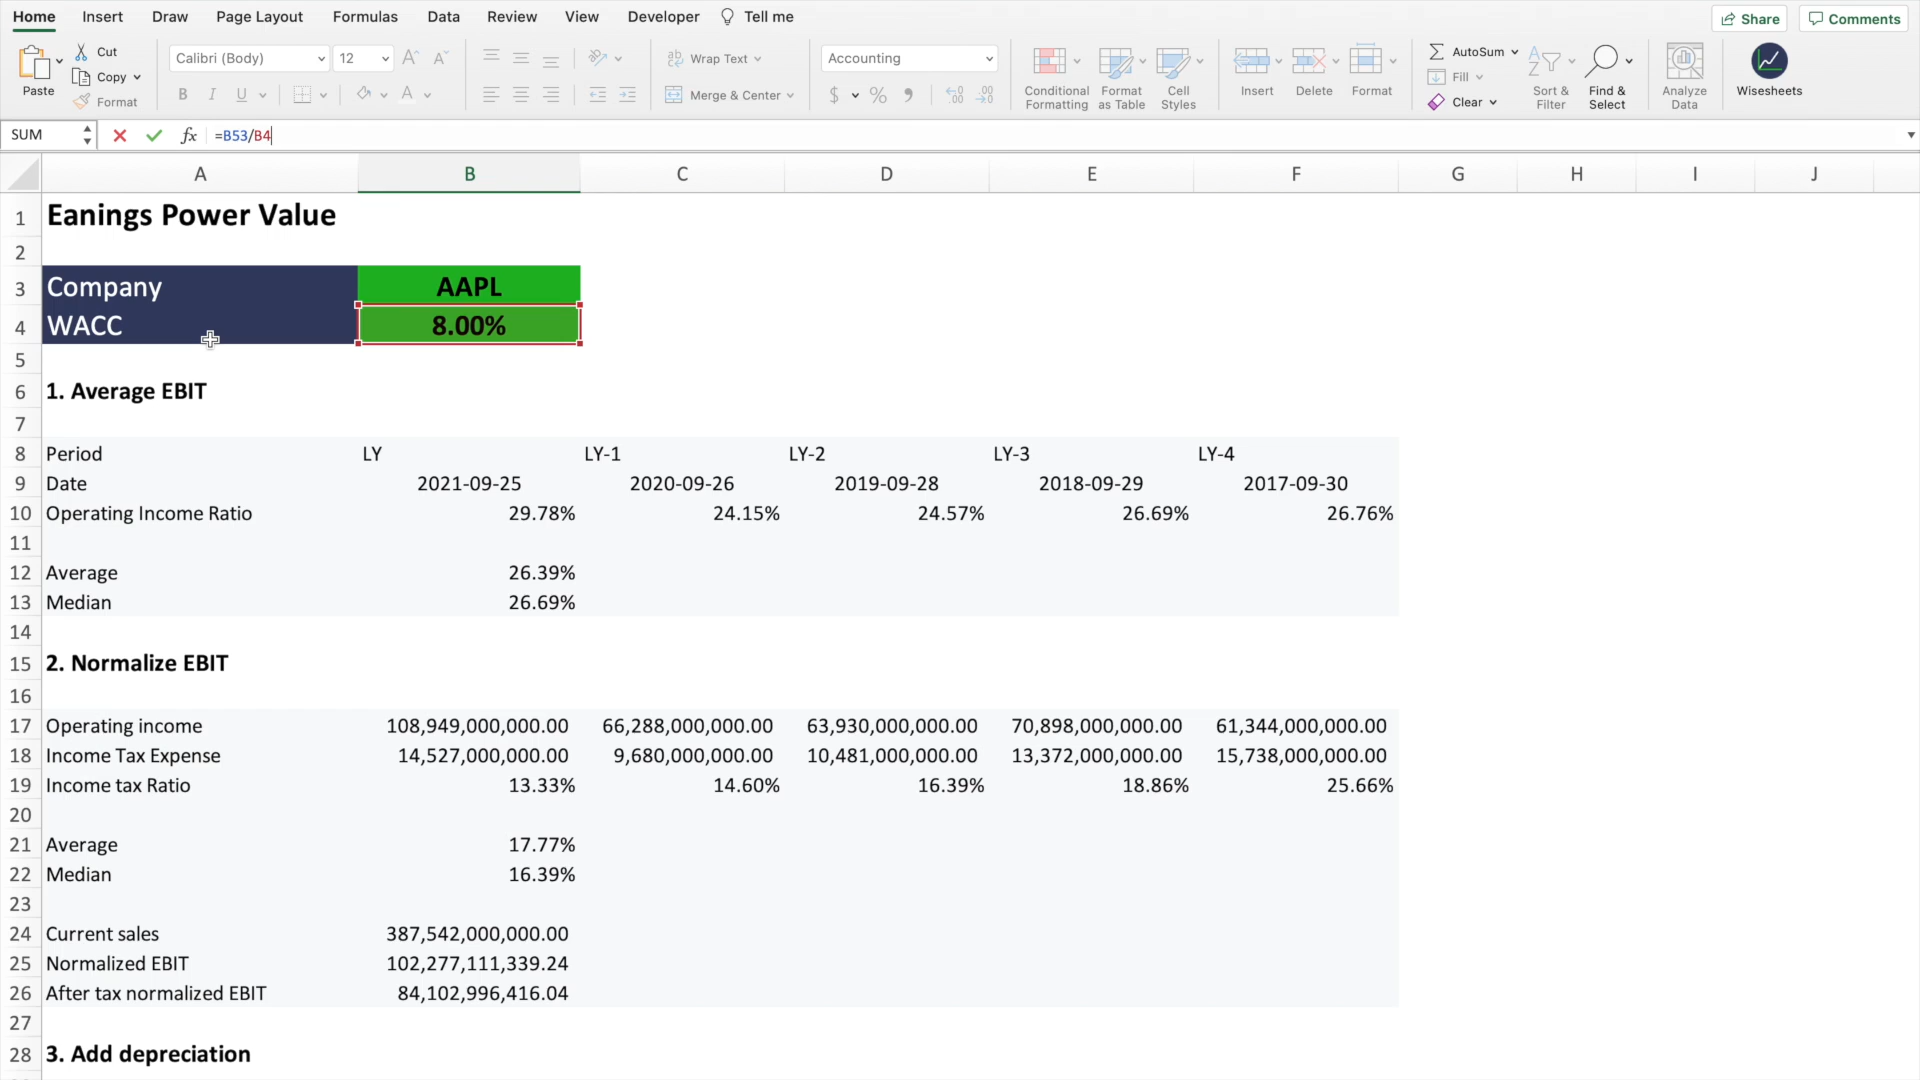 Home Insert Draw Page Layout Formulas Data Review View Developer Tell me Share Comments
Paste Cut Copy Format
Calibri (Body) 12
B I U A
Wrap Text
Merge & Center
Accounting
$ %
Conditional Formatting
Format as Table
Cell Styles
Insert Delete Format
AutoSum
Fill
Clear
Sort & Filter
Find & Select
Analyze Data
Wisesheets
SUM fx =B53/B4
A B C D E F G H I J
1 Eanings Power Value
2
3 Company AAPL
4 WACC 8.00%
5
6 1. Average EBIT
7
8 Period LY LY-1 LY-2 LY-3 LY-4
9 Date 2021-09-25 2020-09-26 2019-09-28 2018-09-29 2017-09-30
10 Operating Income Ratio 29.78% 24.15% 24.57% 26.69% 26.76%
11
12 Average 26.39%
13 Median 26.69%
14
15 2. Normalize EBIT
16
17 Operating income 108,949,000,000.00 66,288,000,000.00 63,930,000,000.00 70,898,000,000.00 61,344,000,000.00
18 Income Tax Expense 14,527,000,000.00 9,680,000,000.00 10,481,000,000.00 13,372,000,000.00 15,738,000,000.00
19 Income tax Ratio 13.33% 14.60% 16.39% 18.86% 25.66%
20
21 Average 17.77%
22 Median 16.39%
23
24 Current sales 387,542,000,000.00
25 Normalized EBIT 102,277,111,339.24
26 After tax normalized EBIT 84,102,996,416.04
27
28 3. Add depreciation